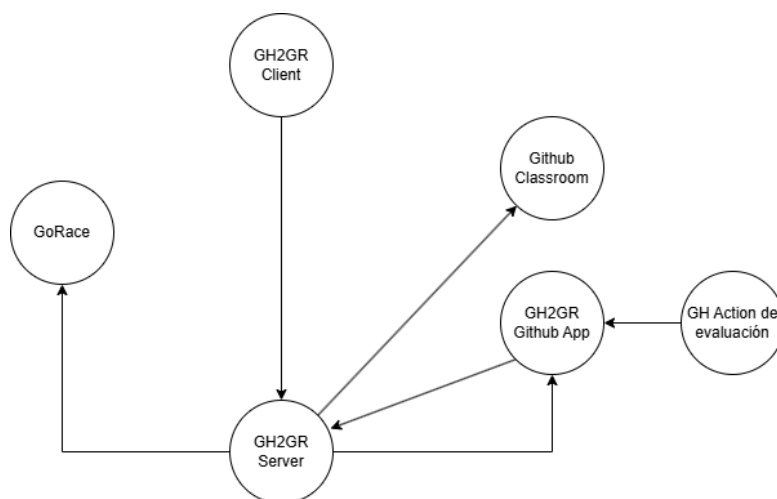 GH2GR
Client
Github
Classroom
GoRace
GH2GR
Github App
GH Action de
evaluación
GH2GR
Server